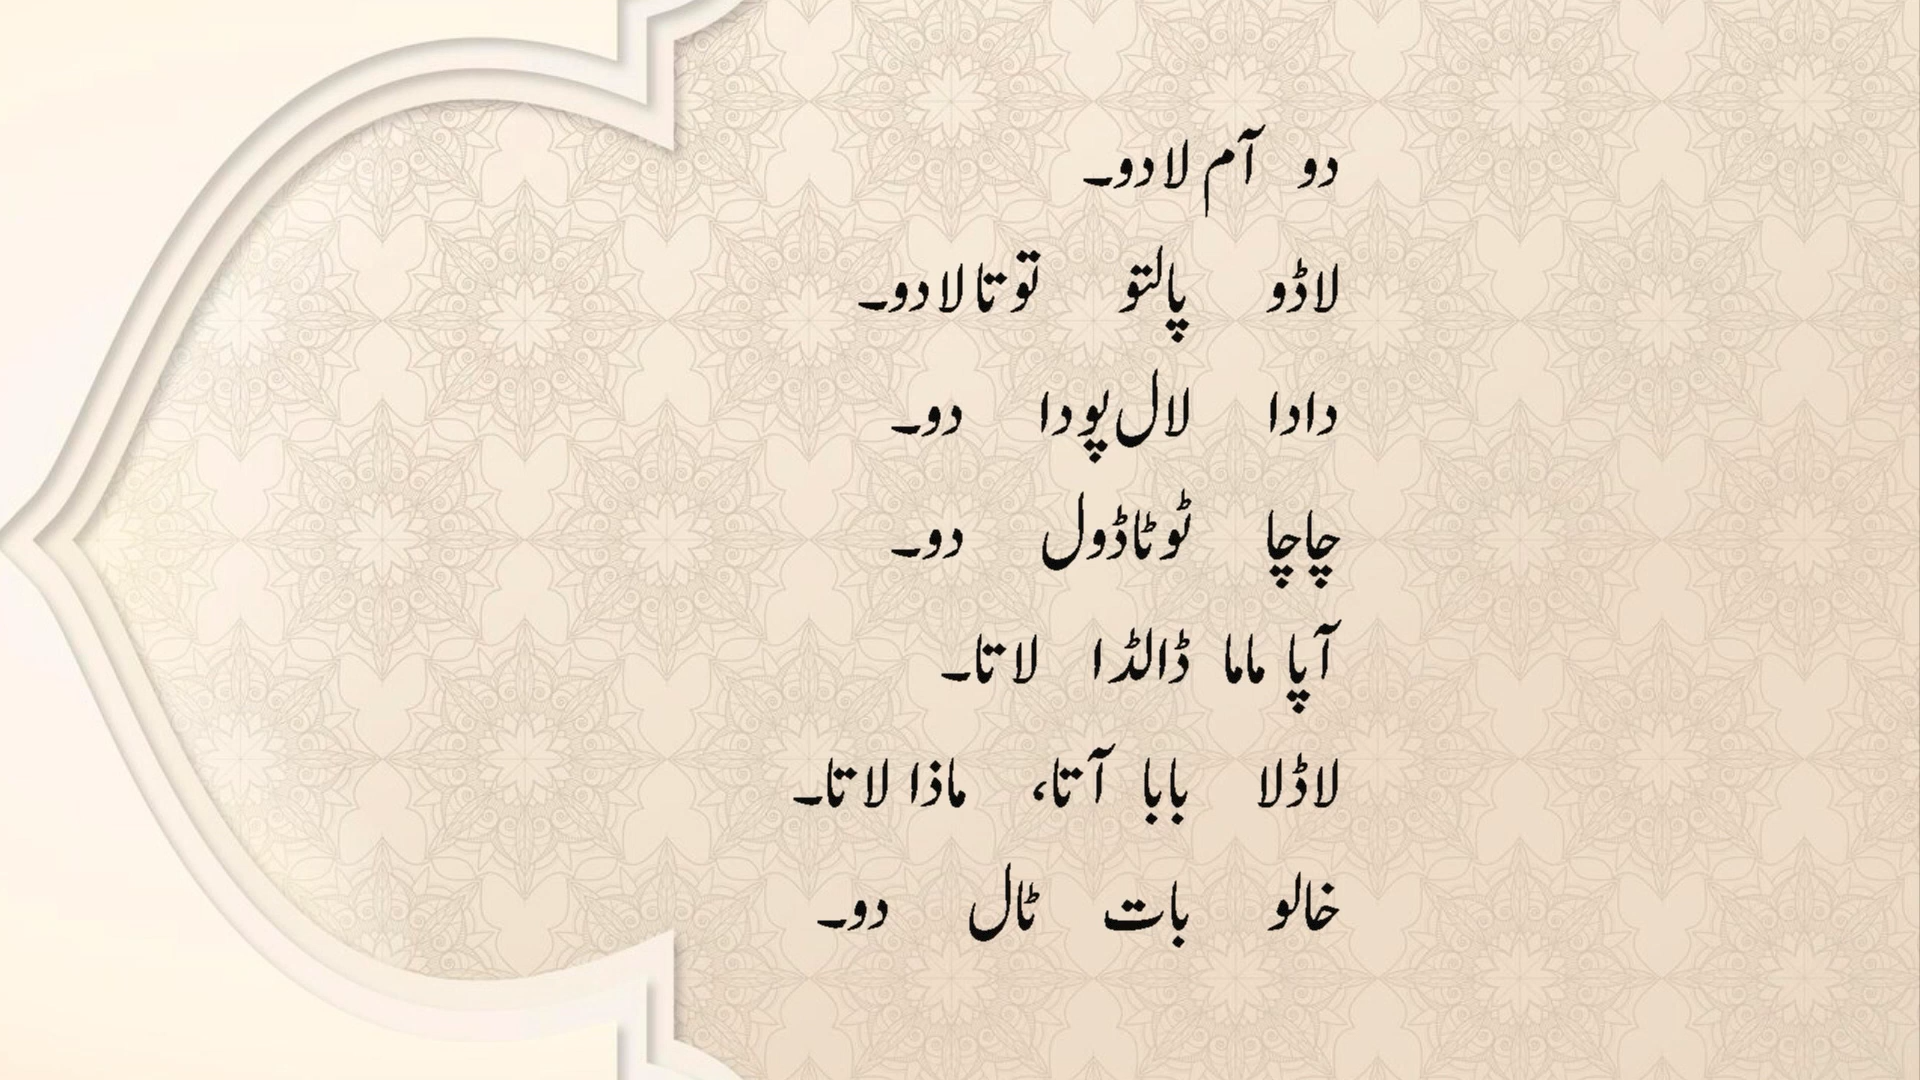 دو آم لا دو۔
لاڈو پالتو توتا لا دو۔
دادا لال پودا دو۔
چاچا ٹوٹا ڈول دو۔
آپا ماما ڈالڈا لاتا۔
لاڈلا بابا آتا، ماذا لاتا۔
خالو بات ٹال دو۔